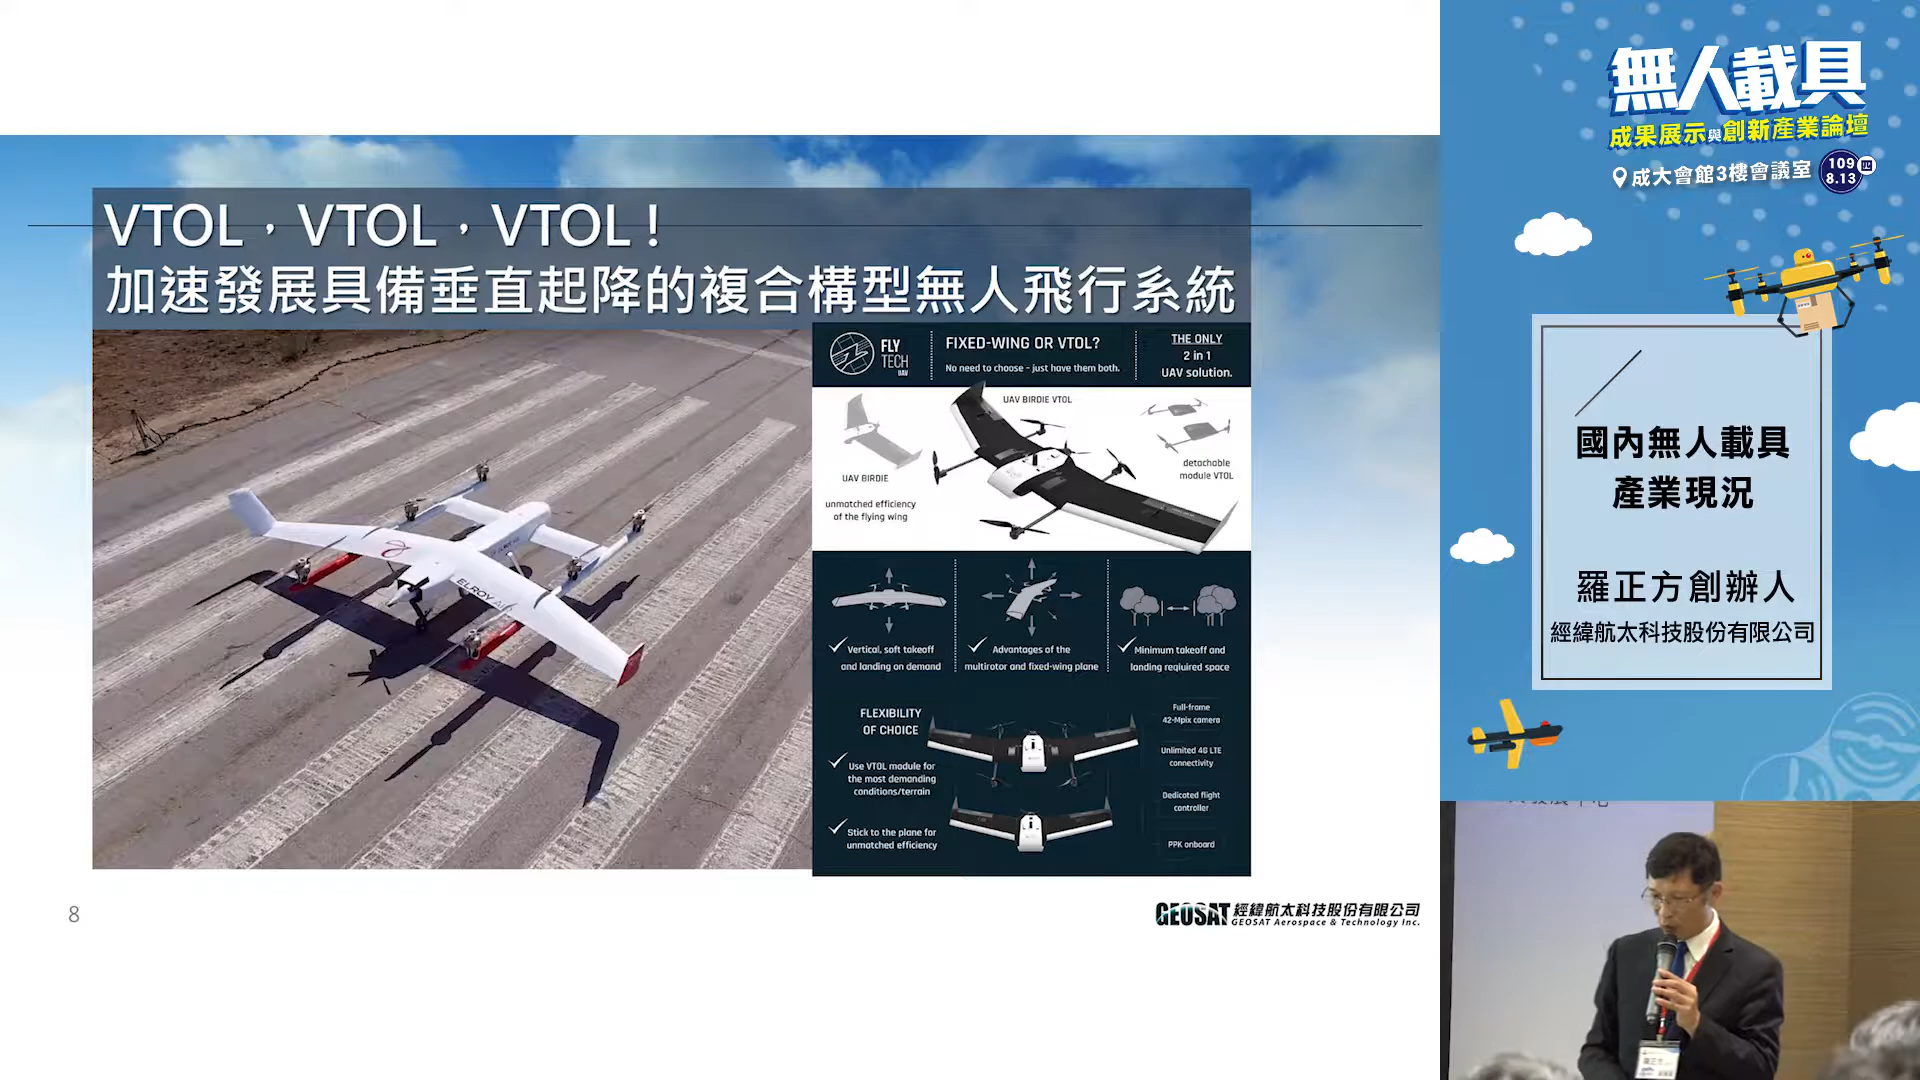 VTOL，VTOL，VTOL！
加速發展具備垂直起降的複合構型無人飛行系統
ELROY AIR
FLY
TECH
UAV
FIXED-WING OR VTOL?
No need to choose - just have them both.
THE ONLY
2 in 1
UAV solution.
UAV BIRDIE VTOL
UAV BIRDIE
unmatched efficiency
of the flying wing
detachable
module VTOL
Vertical, soft takeoff
and landing on demand
Advantages of the
multirotor and fixed-wing plane
Minimum takeoff and
landing reqiuired space
FLEXIBILITY
OF CHOICE
Use VTOL module for
the most demanding
conditions/terrain
Stick to the plane for
unmatched efficiency
Full-frame
42-Mpix camera
Unlimited 4G LTE
connectivity
Dedicated flight
controller
PPK onboard
8
GEOSAT 經緯航太科技股份有限公司
GEOSAT Aerospace & Technology Inc.
無人載具
成果展示與創新產業論壇
成大會館3樓會議室
109
8.13
四
國內無人載具
產業現況
羅正方創辦人
經緯航太科技股份有限公司